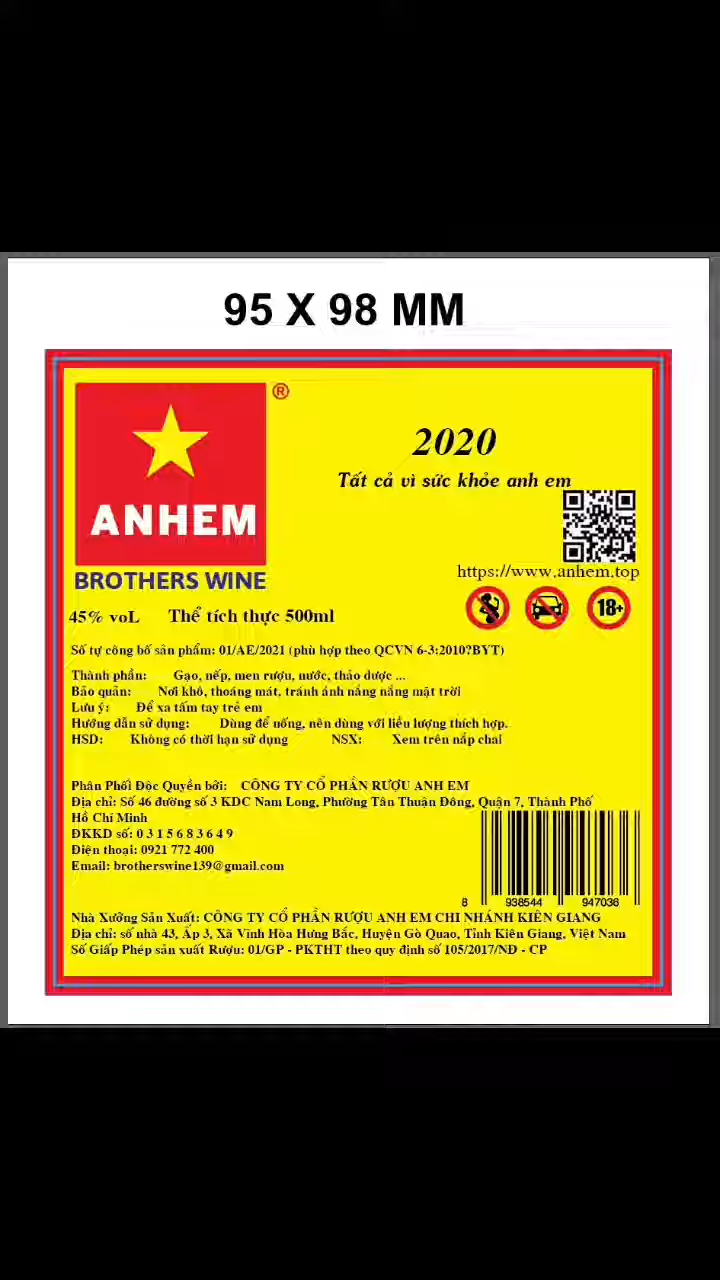 95 X 98 MM
®
ANHEM
BROTHERS WINE
2020
Tất cả vì sức khỏe anh em
https://www.anhem.top
18+
45% voL Thể tích thực 500ml
Số tự công bố sản phẩm: 01/AE/2021 (phù hợp theo QCVN 6-3:2010?BYT)
Thành phần: Gạo, nếp, men rượu, nước, thảo dược ...
Bảo quản: Nơi khô, thoáng mát, tránh ánh nắng nắng mặt trời
Lưu ý: Để xa tấm tay trẻ em
Hướng dẫn sử dụng: Dùng để uống, nên dùng với liều lượng thích hợp.
HSD: Không có thời hạn sử dụng NSX: Xem trên nắp chai
Phân Phối Độc Quyền bởi: CÔNG TY CỔ PHẦN RƯỢU ANH EM
Địa chỉ: Số 46 đường số 3 KDC Nam Long, Phường Tân Thuận Đông, Quận 7, Thành Phố
Hồ Chí Minh
ĐKKD số: 0 3 1 5 6 8 3 6 4 9
Điện thoại: 0921 772 400
Email: brotherswine139@gmail.com
8 938544 947036
Nhà Xưởng Sản Xuất: CÔNG TY CỔ PHẦN RƯỢU ANH EM CHI NHÁNH KIÊN GIANG
Địa chỉ: số nhà 43, Ấp 3, Xã Vĩnh Hòa Hưng Bắc, Huyện Gò Quao, Tỉnh Kiên Giang, Việt Nam
Số Giấp Phép sản xuất Rượu: 01/GP - PKTHT theo quy định số 105/2017/NĐ - CP